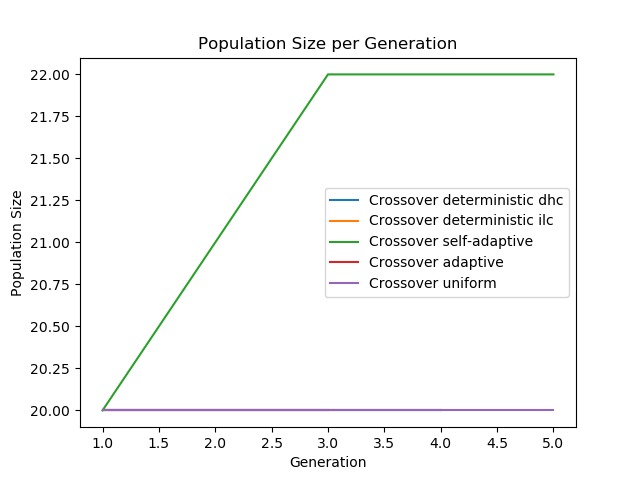 Population Size per Generation
22.00
21.75
21.50
21.25
21.00
20.75
20.50
20.25
20.00
Population Size
Crossover deterministic dhc
Crossover deterministic ilc
Crossover self-adaptive
Crossover adaptive
Crossover uniform
1.0 1.5 2.0 2.5 3.0 3.5 4.0 4.5 5.0
Generation